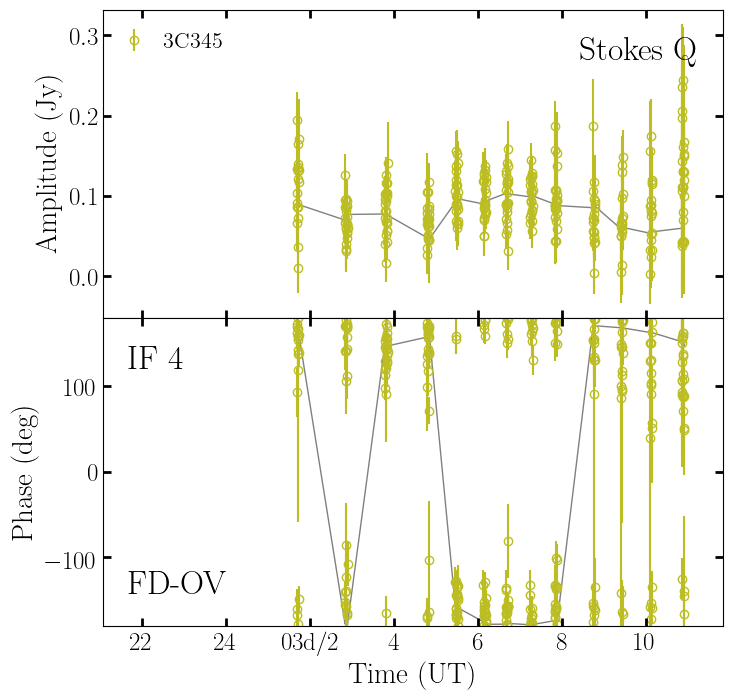 3C345
Stokes Q
0.3
0.2
0.1
0.0
Amplitude (Jy)
IF 4
100
0
−100
Phase (deg)
FD-OV
22 24 03d/2 4 6 8 10
Time (UT)